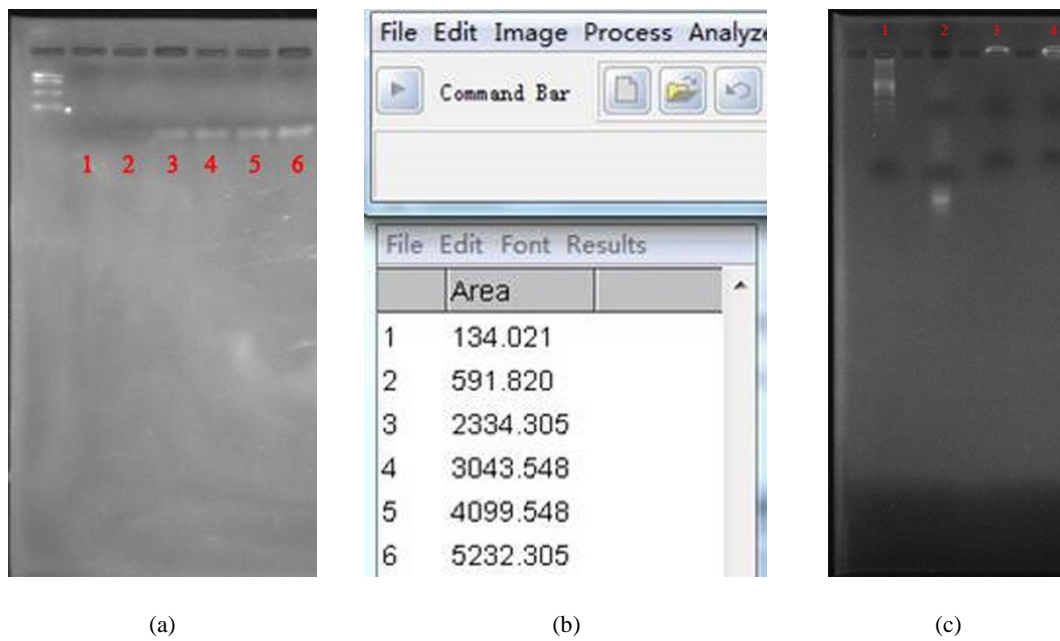 1 2 3 4 5 6
File Edit Image Process Analyze
Command Bar
File Edit Font Results
Area
1 134.021
2 591.820
3 2334.305
4 3043.548
5 4099.548
6 5232.305
1 2 3 4
(a) (b) (c)